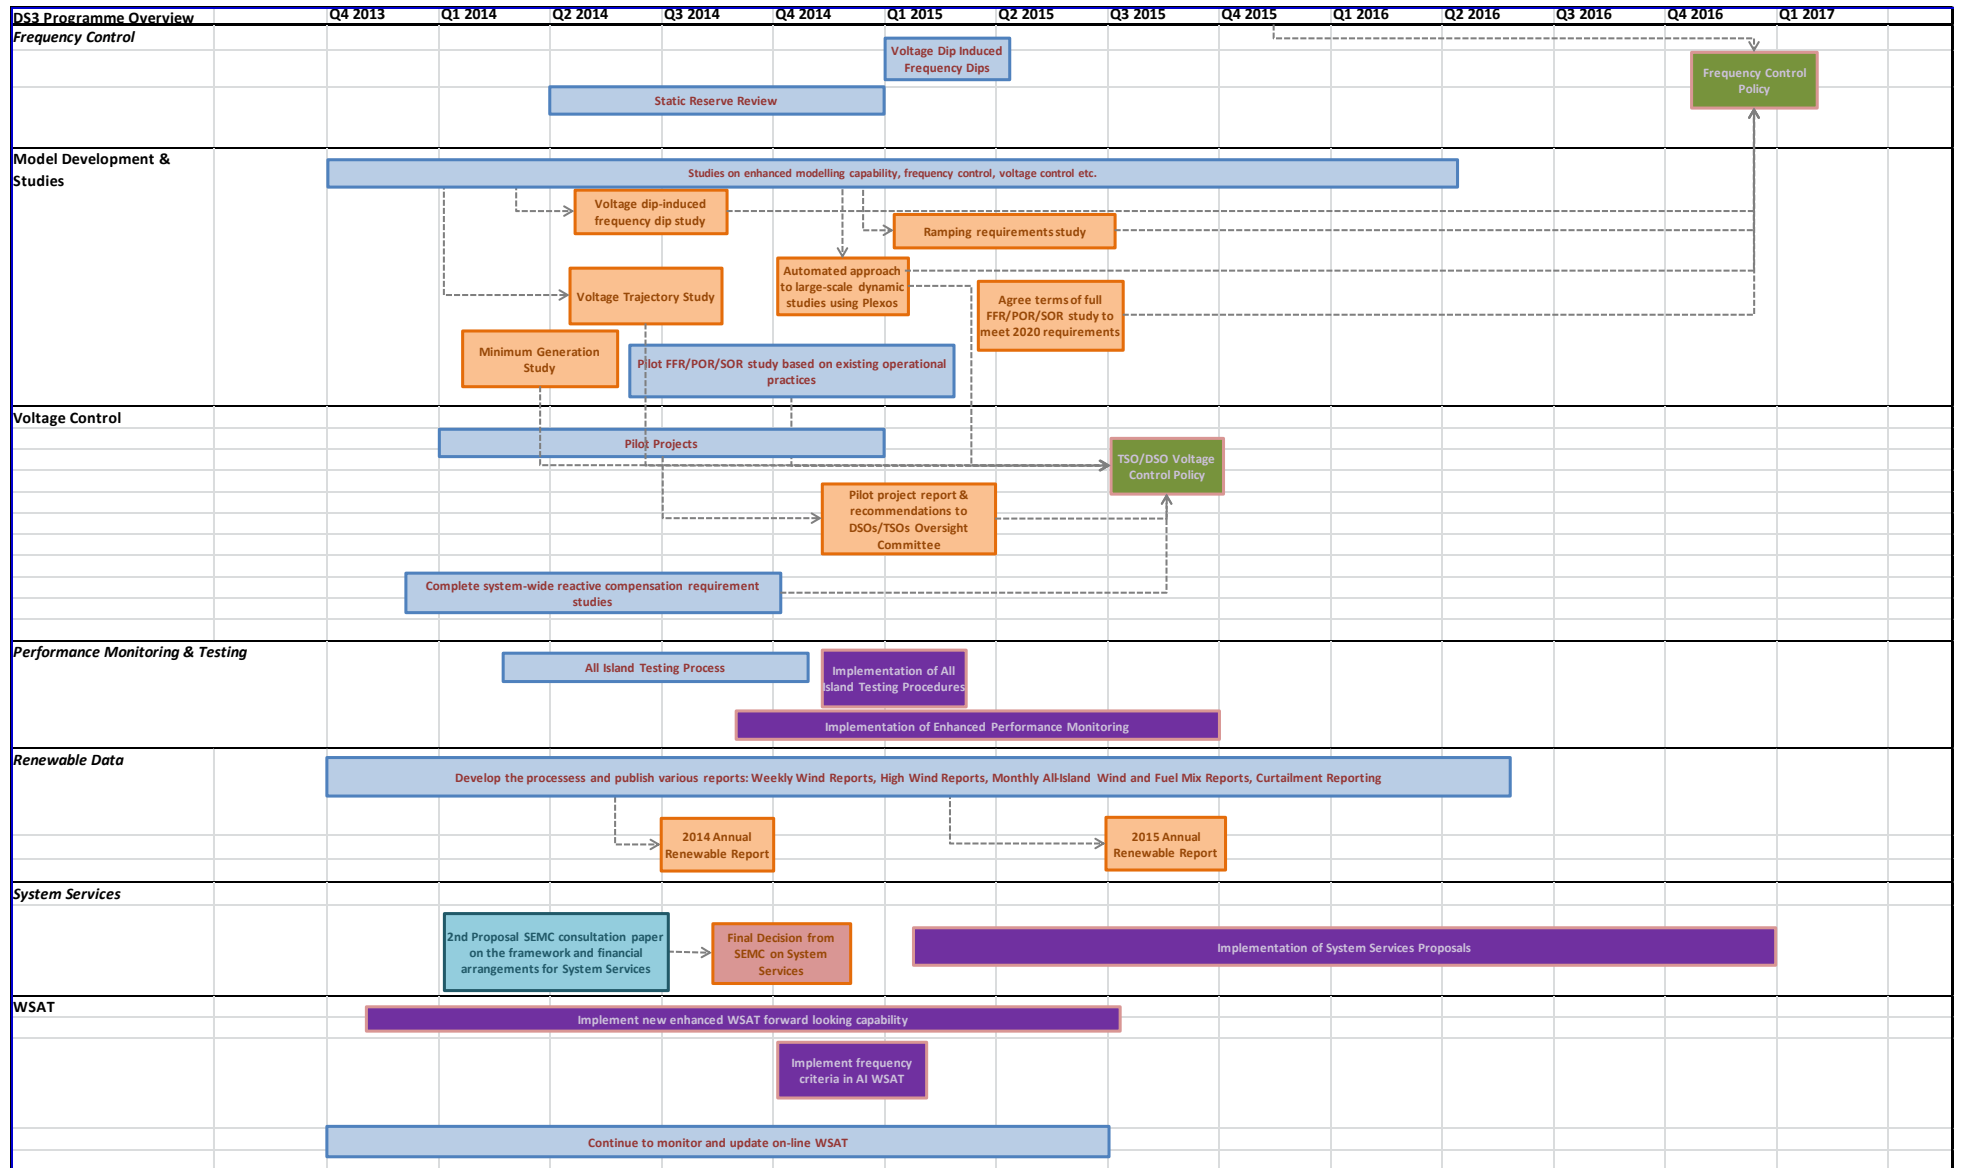 DS3 Programme Overview
Q4 2013
Q1 2014
Q2 2014
Q3 2014
Q4 2014
Q1 2015
Q2 2015
Q3 2015
Q4 2015
Q1 2016
Q2 2016
Q3 2016
Q4 2016
Q1 2017
Frequency Control
Voltage Dip Induced
Frequency Dips
Frequency Control
Policy
Static Reserve Review
Model Development &
Studies
Studies on enhanced modelling capability, frequency control, voltage control etc.
Voltage dip-induced
frequency dip study
Ramping requirements study
Automated approach
to large-scale dynamic
studies using Plexos
Voltage Trajectory Study
Agree terms of full
FFR/POR/SOR study to
meet 2020 requirements
Minimum Generation
Study
Pilot FFR/POR/SOR study based on existing operational
practices
Voltage Control
Pilot Projects
TSO/DSO Voltage
Control Policy
Pilot project report &
recommendations to
DSOs/TSOs Oversight
Committee
Complete system-wide reactive compensation requirement
studies
Performance Monitoring & Testing
All Island Testing Process
Implementation of All
Island Testing Procedures
Implementation of Enhanced Performance Monitoring
Renewable Data
Develop the processess and publish various reports: Weekly Wind Reports, High Wind Reports, Monthly All-Island Wind and Fuel Mix Reports, Curtailment Reporting
2014 Annual
Renewable Report
2015 Annual
Renewable Report
System Services
2nd Proposal SEMC consultation paper
on the framework and financial
arrangements for System Services
Final Decision from
SEMC on System
Services
Implementation of System Services Proposals
WSAT
Implement new enhanced WSAT forward looking capability
Implement frequency
criteria in AI WSAT
Continue to monitor and update on-line WSAT